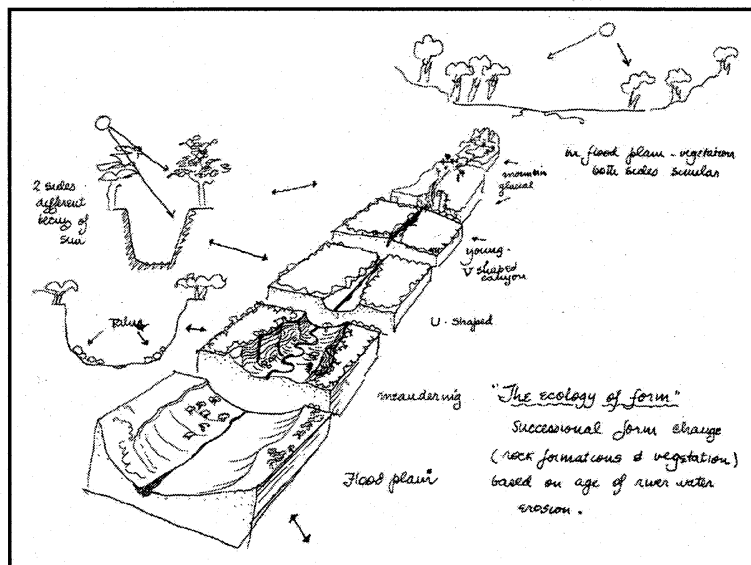 in flood plain - vegetation
both sides similar
2 sides
different
becuz of
sun
mountain
glacial
young -
V shaped
canyon
Talus
U-shaped
meandering
"The ecology of form"
Successional form change
(rock formations & vegetation)
based on age of river water
erosion.
Flood plain